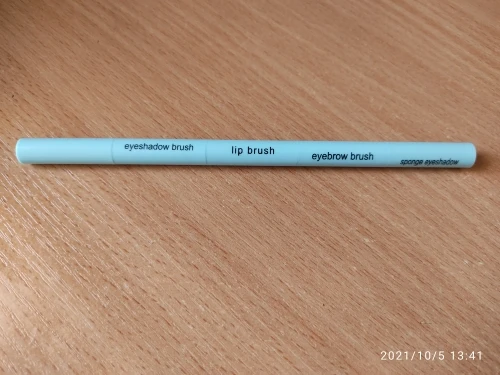 eyeshadow brush
lip brush
eyebrow brush
sponge eyeshadow
2021/10/5 13:41